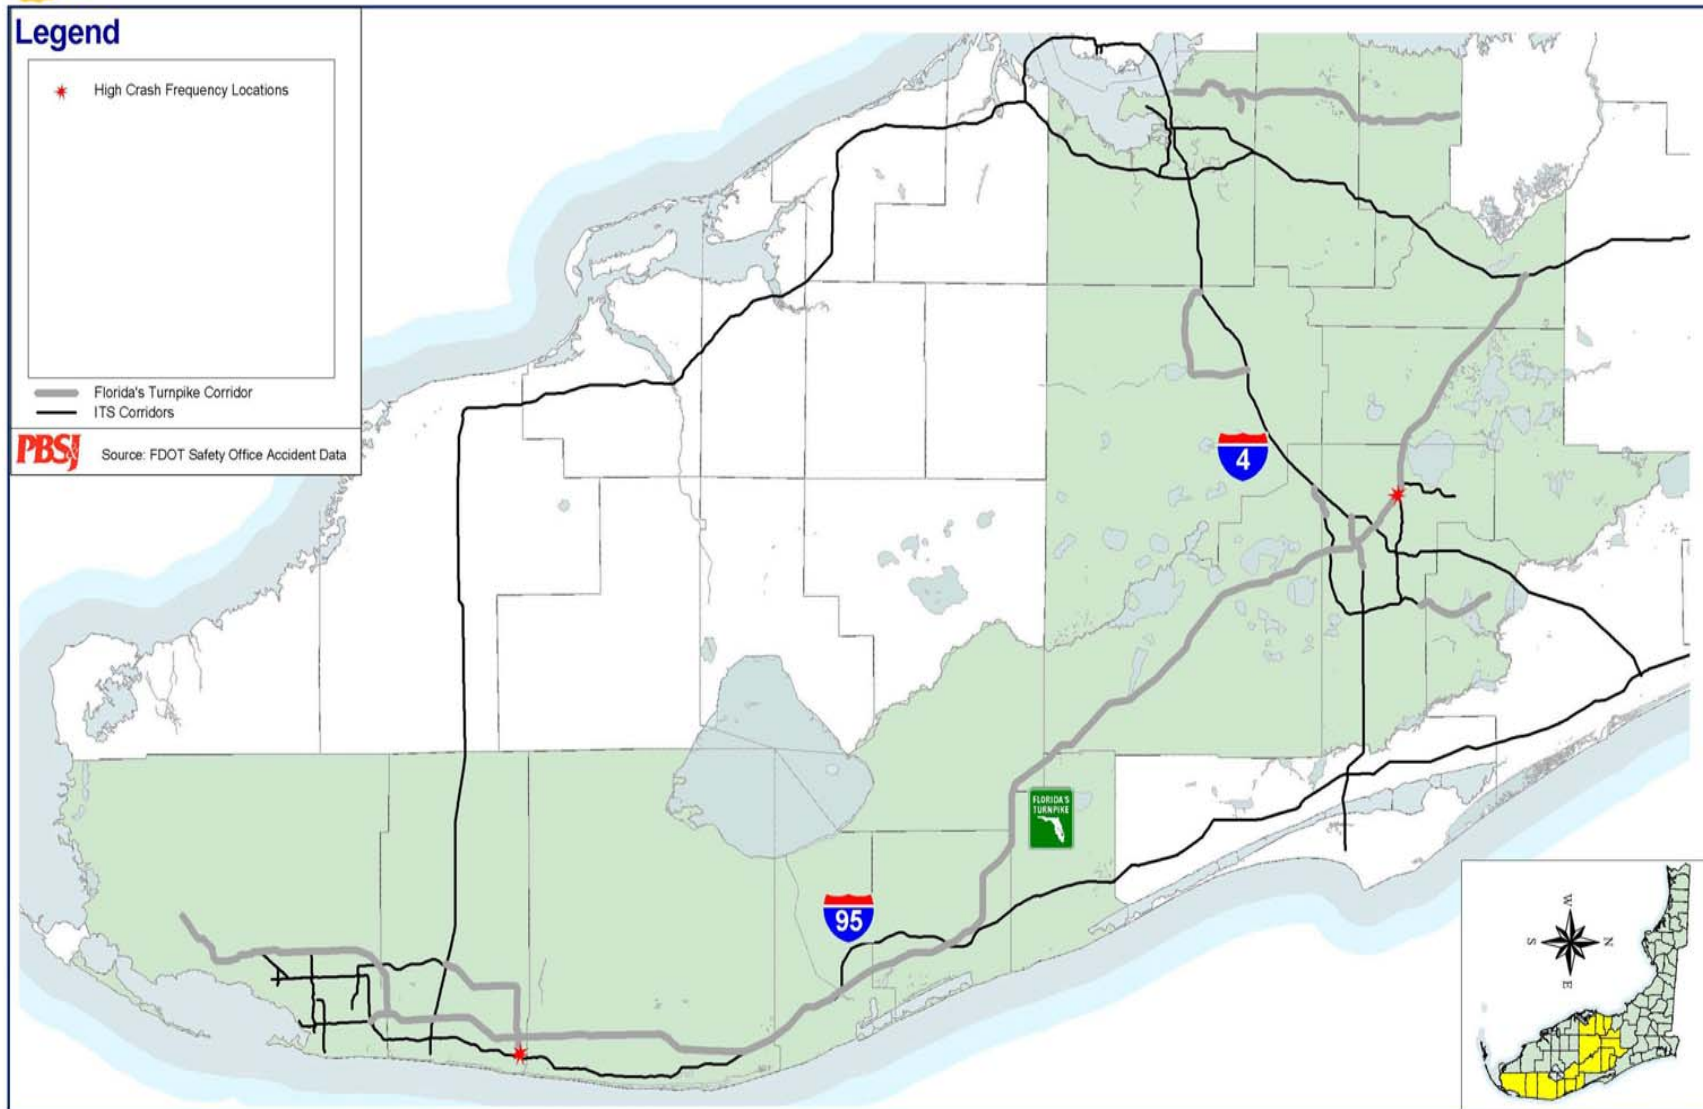 Legend
High Crash Frequency Locations
Florida's Turnpike Corridor
ITS Corridors
PBS&J
Source: FDOT Safety Office Accident Data
4
FLORIDA'S
TURNPIKE
95
W
S
N
E